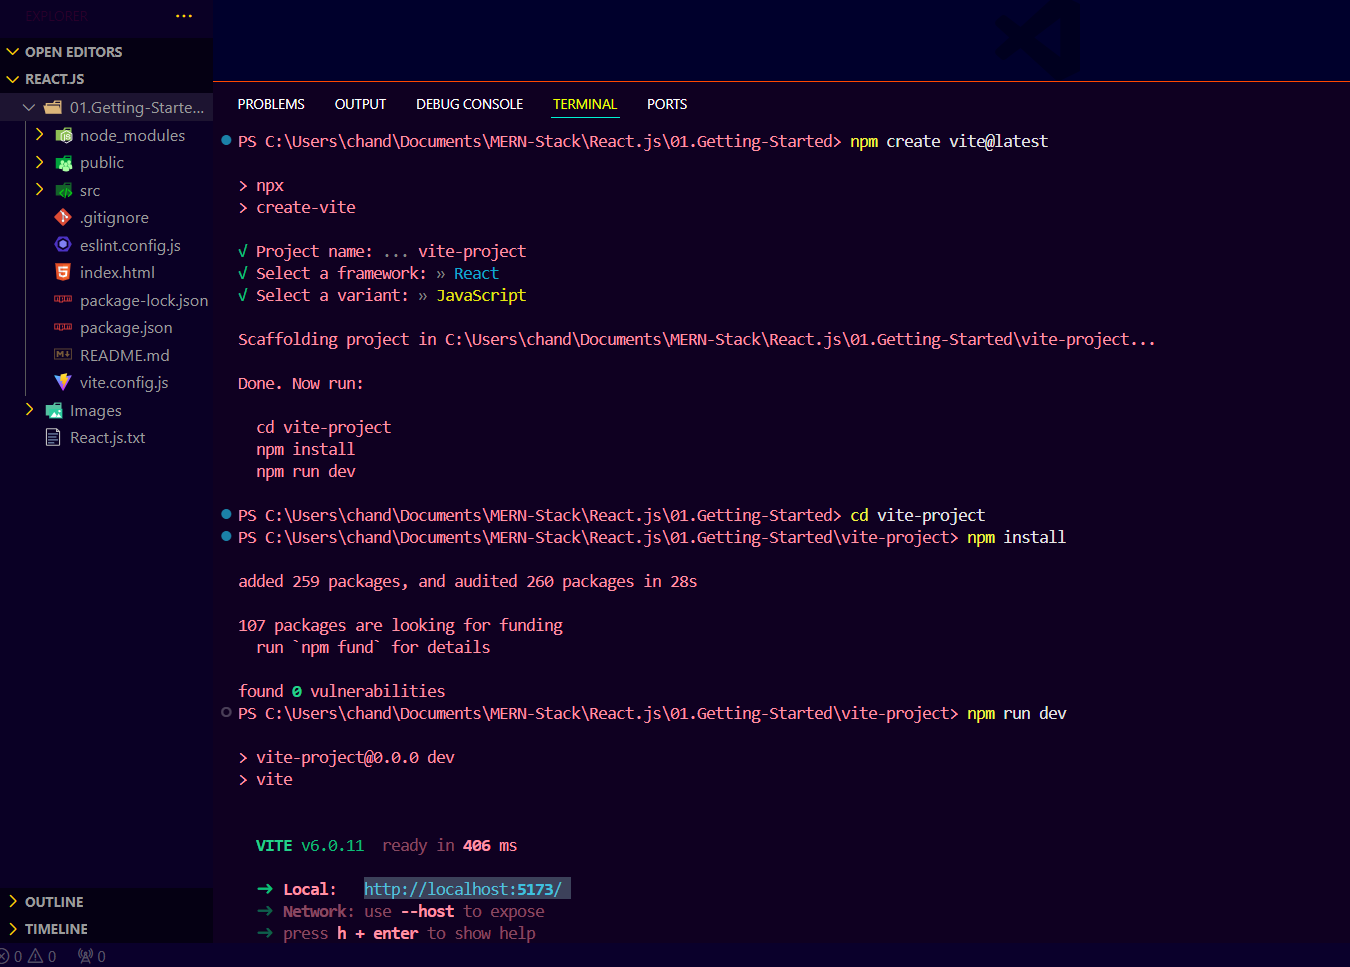 EXPLORER
...
OPEN EDITORS
REACT.JS
01.Getting-Starte...
node_modules
public
src
.gitignore
eslint.config.js
index.html
package-lock.json
package.json
README.md
vite.config.js
Images
React.js.txt
OUTLINE
TIMELINE
0 0 0
PROBLEMS OUTPUT DEBUG CONSOLE TERMINAL PORTS
PS C:\Users\chand\Documents\MERN-Stack\React.js\01.Getting-Started> npm create vite@latest
> npx
> create-vite
√ Project name: ... vite-project
√ Select a framework: » React
√ Select a variant: » JavaScript
Scaffolding project in C:\Users\chand\Documents\MERN-Stack\React.js\01.Getting-Started\vite-project...
Done. Now run:
cd vite-project
npm install
npm run dev
PS C:\Users\chand\Documents\MERN-Stack\React.js\01.Getting-Started> cd vite-project
PS C:\Users\chand\Documents\MERN-Stack\React.js\01.Getting-Started\vite-project> npm install
added 259 packages, and audited 260 packages in 28s
107 packages are looking for funding
run `npm fund` for details
found 0 vulnerabilities
PS C:\Users\chand\Documents\MERN-Stack\React.js\01.Getting-Started\vite-project> npm run dev
> vite-project@0.0.0 dev
> vite
VITE v6.0.11 ready in 406 ms
➜ Local: http://localhost:5173/
➜ Network: use --host to expose
➜ press h + enter to show help